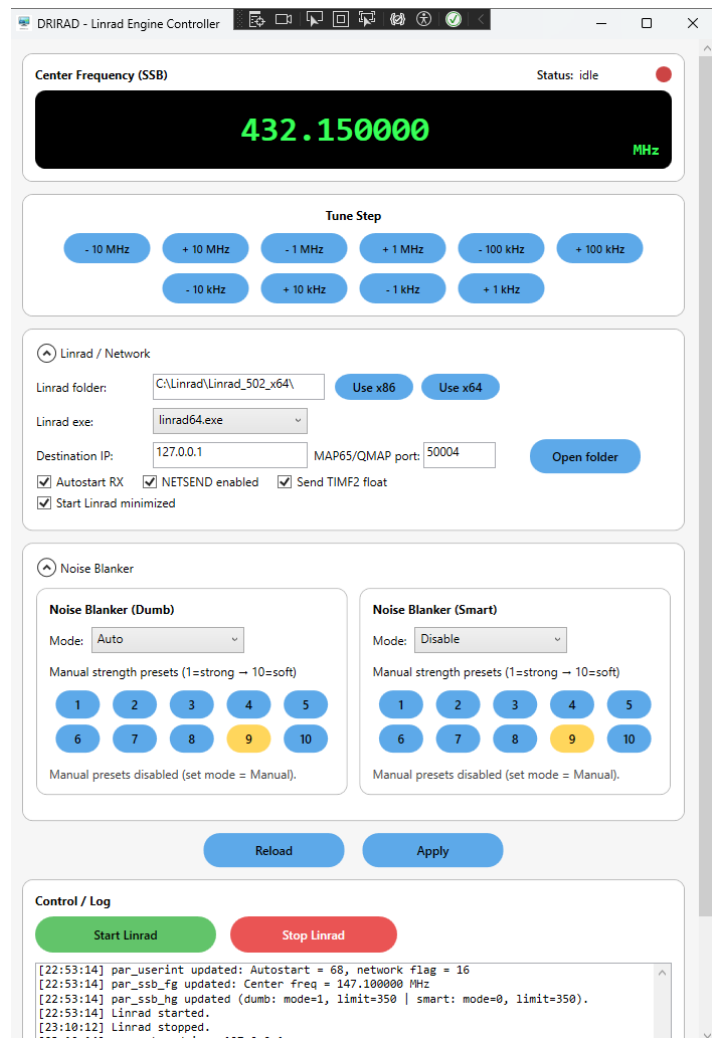 DRIRAD - Linrad Engine Controller
Center Frequency (SSB) Status: idle
432.150000
MHz
Tune Step
- 10 MHz + 10 MHz - 1 MHz + 1 MHz - 100 kHz + 100 kHz
- 10 kHz + 10 kHz - 1 kHz + 1 kHz
Linrad / Network
Linrad folder: C:\Linrad\Linrad_502_x64\ Use x86 Use x64
Linrad exe: linrad64.exe
Destination IP: 127.0.0.1 MAP65/QMAP port: 50004 Open folder
Autostart RX NETSEND enabled Send TIMF2 float
Start Linrad minimized
Noise Blanker
Noise Blanker (Dumb)
Mode: Auto
Manual strength presets (1=strong → 10=soft)
1 2 3 4 5
6 7 8 9 10
Manual presets disabled (set mode = Manual).
Noise Blanker (Smart)
Mode: Disable
Manual strength presets (1=strong → 10=soft)
1 2 3 4 5
6 7 8 9 10
Manual presets disabled (set mode = Manual).
Reload Apply
Control / Log
Start Linrad Stop Linrad
[22:53:14] par_userint updated: Autostart = 68, network flag = 16
[22:53:14] par_ssb_fg updated: Center freq = 147.100000 MHz
[22:53:14] par_ssb_hg updated (dumb: mode=1, limit=350 | smart: mode=0, limit=350).
[22:53:14] Linrad started.
[23:10:12] Linrad stopped.